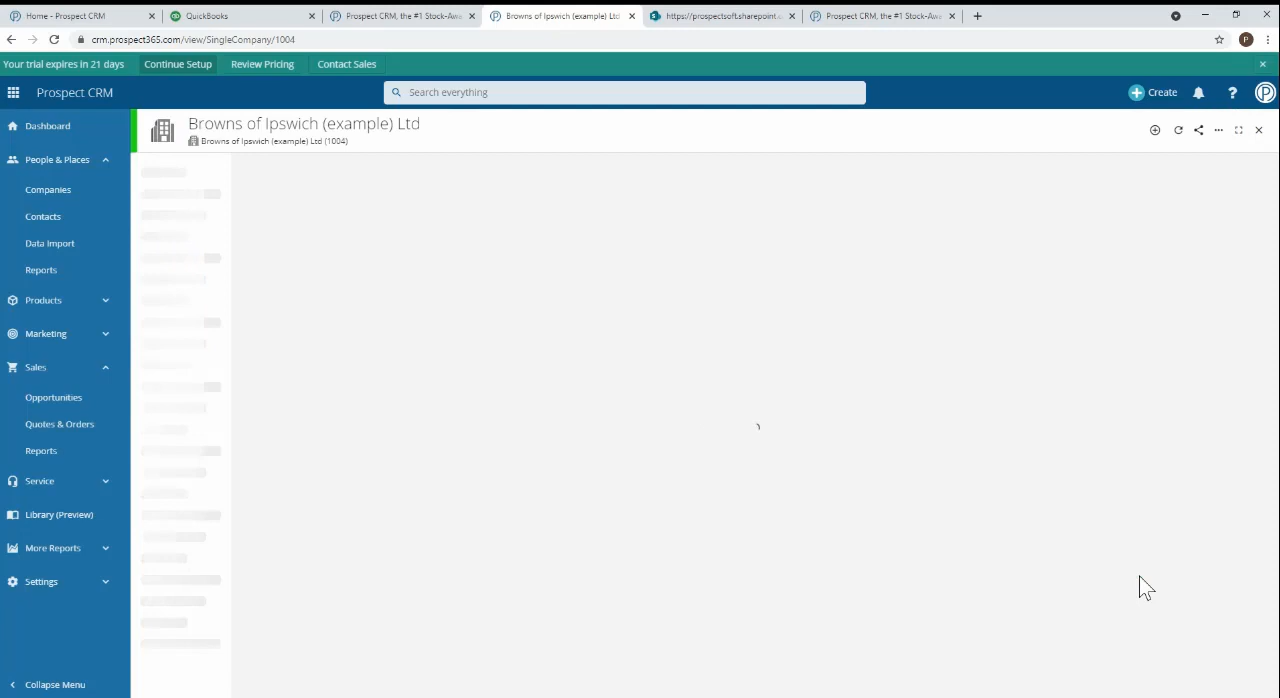 Home - Prospect CRM
QuickBooks
Prospect CRM, the #1 Stock-Awa
Browns of Ipswich (example) Ltd
https://prospectsoft.sharepoint.c
Prospect CRM, the #1 Stock-Awa
crm.prospect365.com/view/SingleCompany/1004
P
Your trial expires in 21 days
Continue Setup
Review Pricing
Contact Sales
Prospect CRM
Search everything
Create
Dashboard
People & Places
Companies
Contacts
Data Import
Reports
Products
Marketing
Sales
Opportunities
Quotes & Orders
Reports
Service
Library (Preview)
More Reports
Settings
Collapse Menu
Browns of Ipswich (example) Ltd
Browns of Ipswich (example) Ltd (1004)